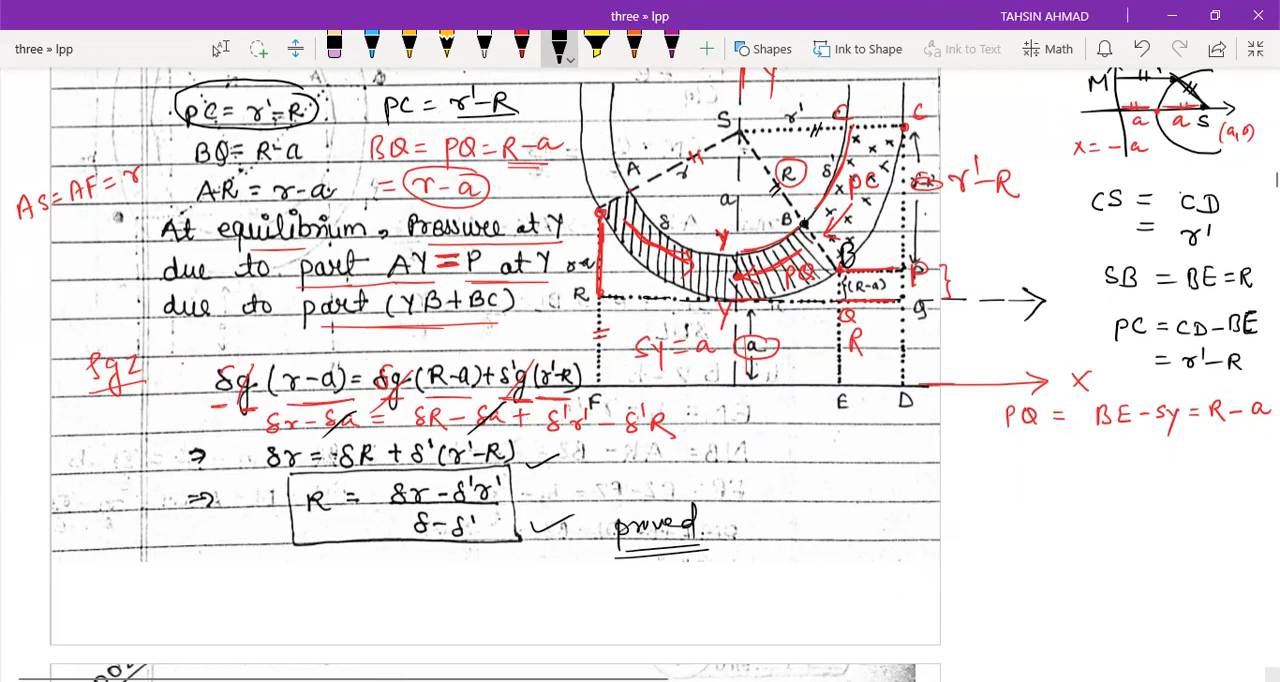 three » lpp
TAHSIN AHMAD
three » lpp
Shapes
Ink to Shape
Ink to Text
Math
PC = r'-R
PC = r'-R
BQ = R-a
BQ = PQ = R-a
AR = r-a
= r-a
AS = AF = r
At equilibrium, Pressure at Y
due to part AY = P at Y
due to part (YB+BC)
ρgz
δg(r-a) = δg(R-a) + δ'g(r'-R)
δr - δa = δR - δa + δ'r' - δ'R
⇒ δr = δR + δ'(r'-R)
⇒ R = δr - δ'r'
δ - δ'
proved
Y
S
r'
C
C
A
r
R
δ'
PC
r'-R
a
B
δ
Y
B
P
r-a
PQ
(R-a)
R
Y
Q
R
g
SY = a
a
F
E
D
X
M
a
a
S
(a, 0)
x = -a
CS = CD
= r'
SB = BE = R
PC = CD - BE
= r' - R
PQ = BE - SY = R - a